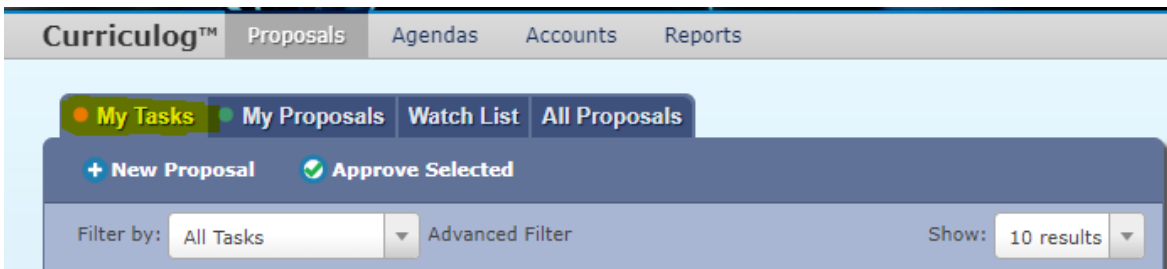 Curriculog™ Proposals Agendas Accounts Reports
My Tasks My Proposals Watch List All Proposals
New Proposal Approve Selected
Filter by: All Tasks Advanced Filter Show: 10 results